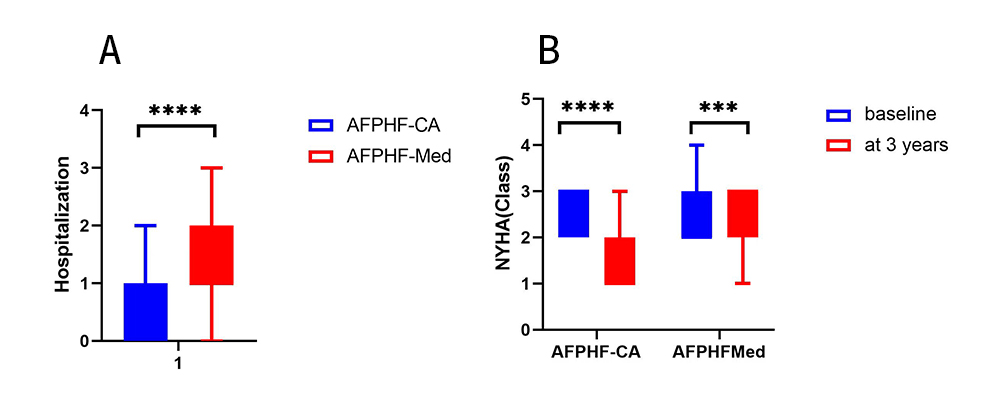 A
Hospitalization
4
3
2
1
0
****
1
AFPHF-CA
AFPHF-Med
B
NYHA(Class)
5
4
3
2
1
0
****
***
AFPHF-CA
AFPHFMed
baseline
at 3 years